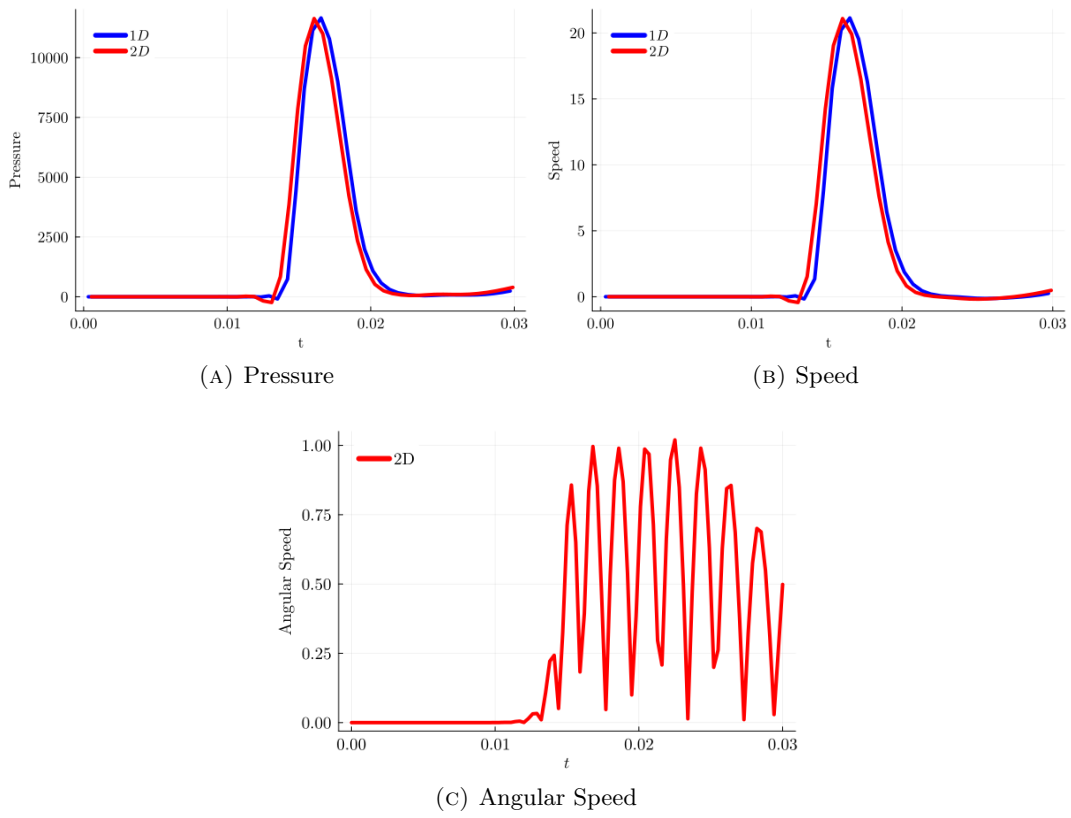 1D
2D
10000
7500
5000
2500
0
Pressure
0.00 0.01 0.02 0.03
t
(A) Pressure
1D
2D
20
15
10
5
0
Speed
0.00 0.01 0.02 0.03
t
(B) Speed
2D
1.00
0.75
0.50
0.25
0.00
Angular Speed
0.00 0.01 0.02 0.03
t
(C) Angular Speed